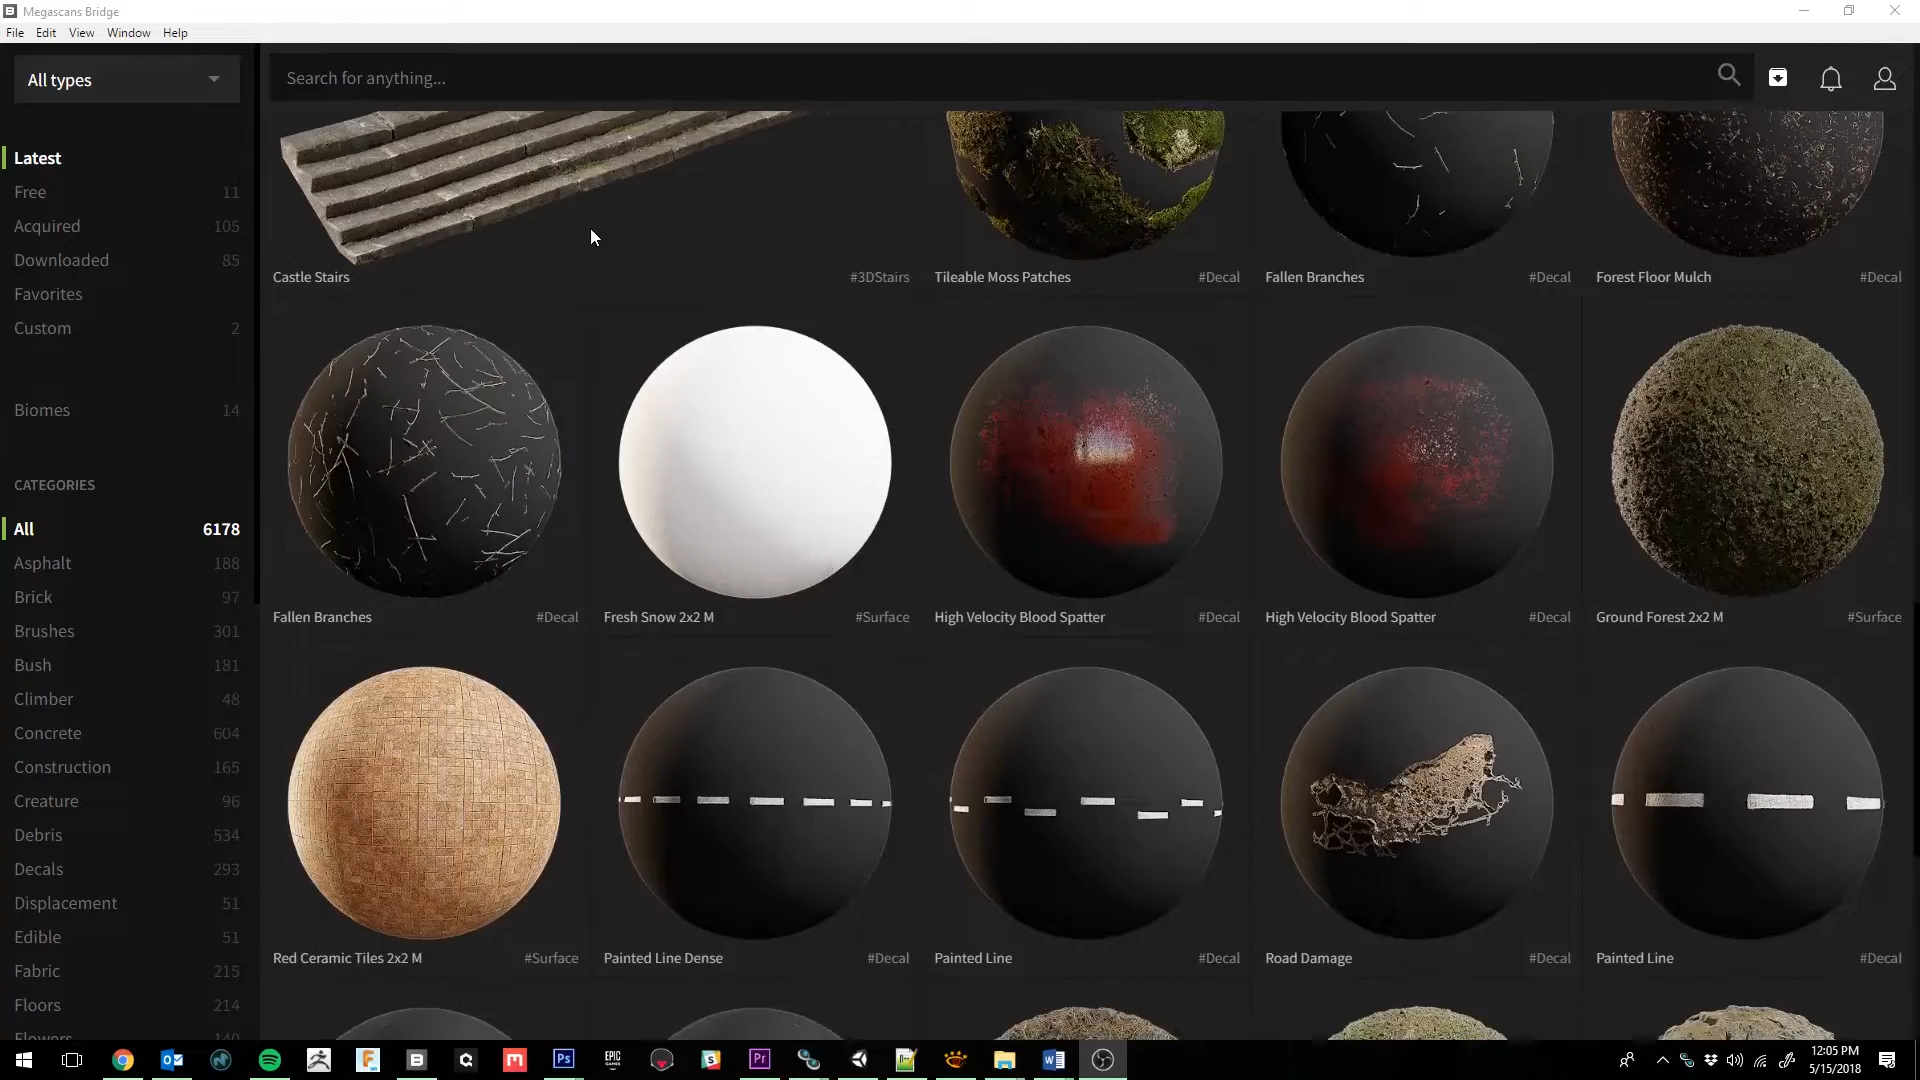 Megascans Bridge
File Edit View Window Help
All types
Search for anything...
Latest
Free 11
Acquired 105
Downloaded 85
Favorites
Custom 2
Biomes 14
CATEGORIES
All 6178
Asphalt 188
Brick 97
Brushes 301
Bush 181
Climber 48
Concrete 604
Construction 165
Creature 96
Debris 534
Decals 293
Displacement 51
Edible 51
Fabric 215
Floors 214
Flowers 140
Castle Stairs #3DStairs
Tileable Moss Patches #Decal
Fallen Branches #Decal
Forest Floor Mulch #Decal
Fallen Branches #Decal
Fresh Snow 2x2 M #Surface
High Velocity Blood Spatter #Decal
High Velocity Blood Spatter #Decal
Ground Forest 2x2 M #Surface
Red Ceramic Tiles 2x2 M #Surface
Painted Line Dense #Decal
Painted Line #Decal
Road Damage #Decal
Painted Line #Decal
Ps
EPIC
GAMES
Pr
12:05 PM
5/15/2018